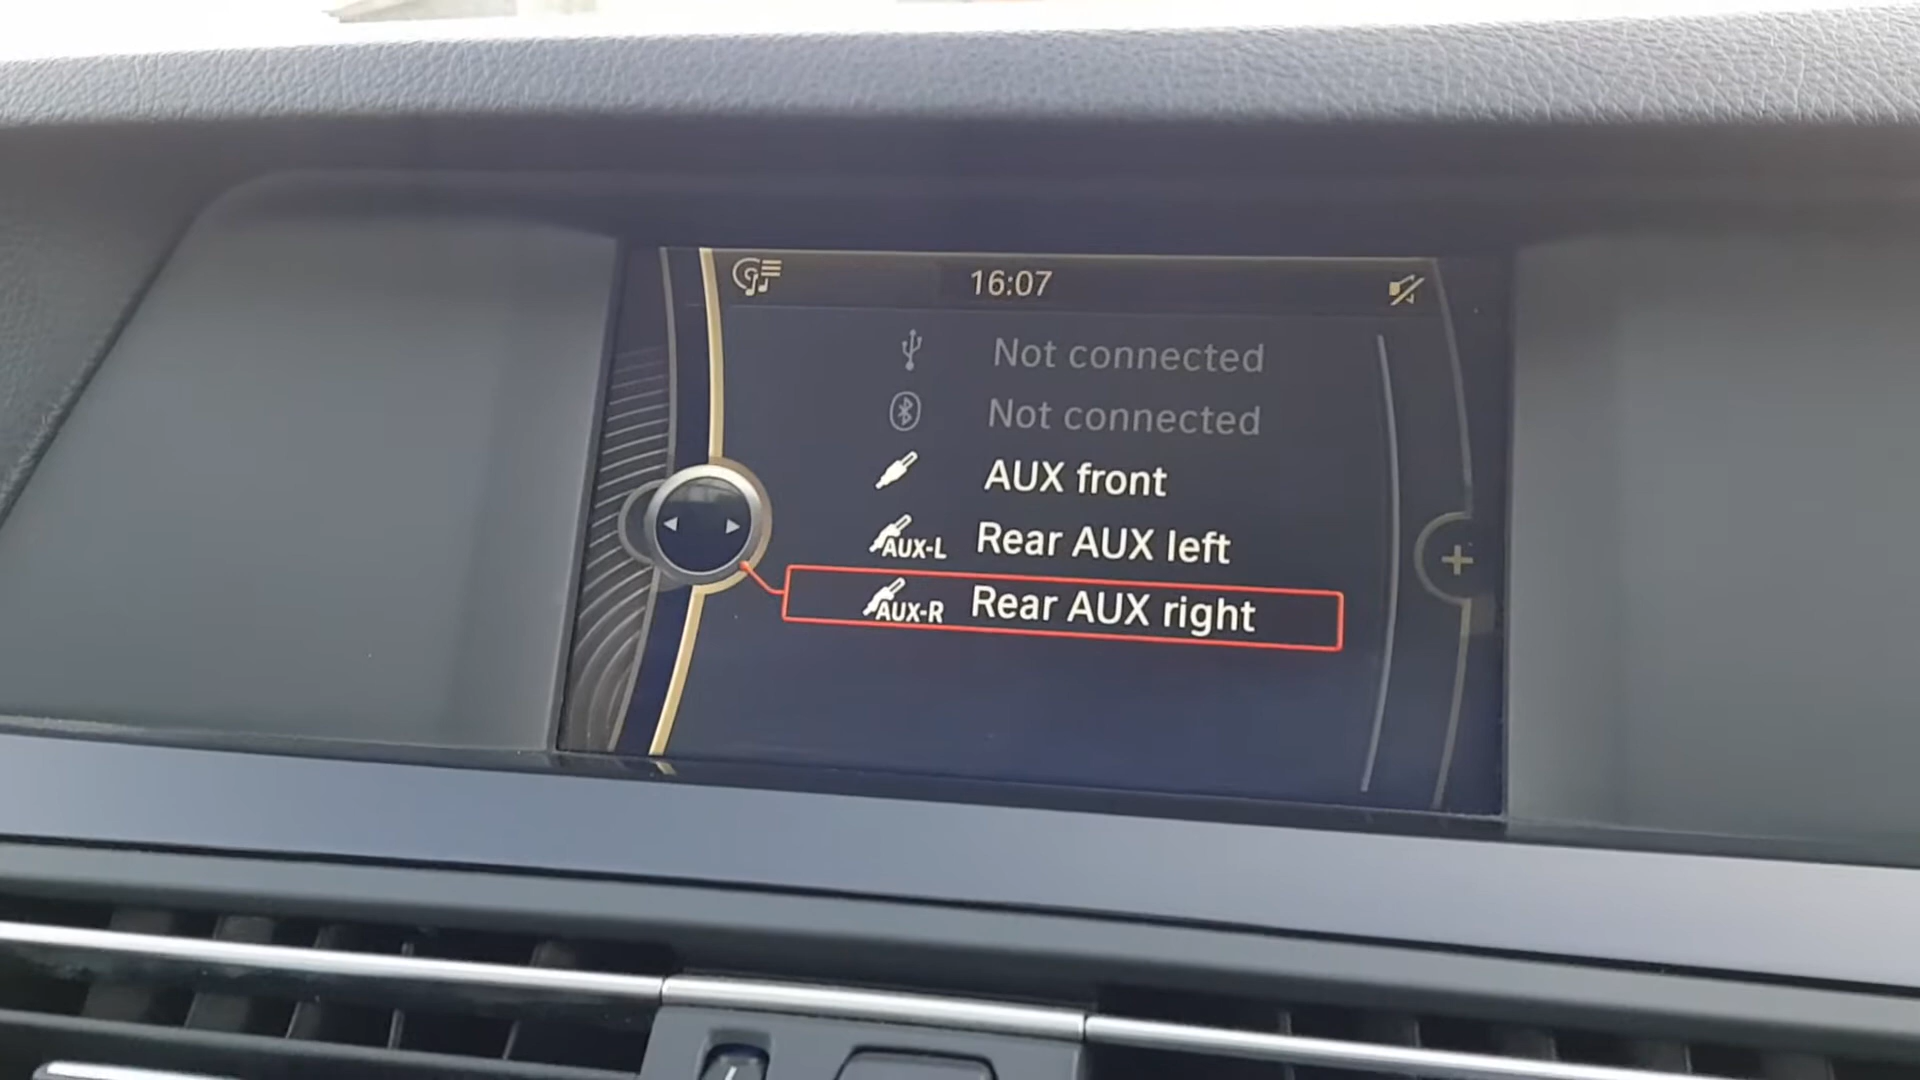 16:07
Not connected
Not connected
AUX front
AUX-L Rear AUX left
AUX-R Rear AUX right